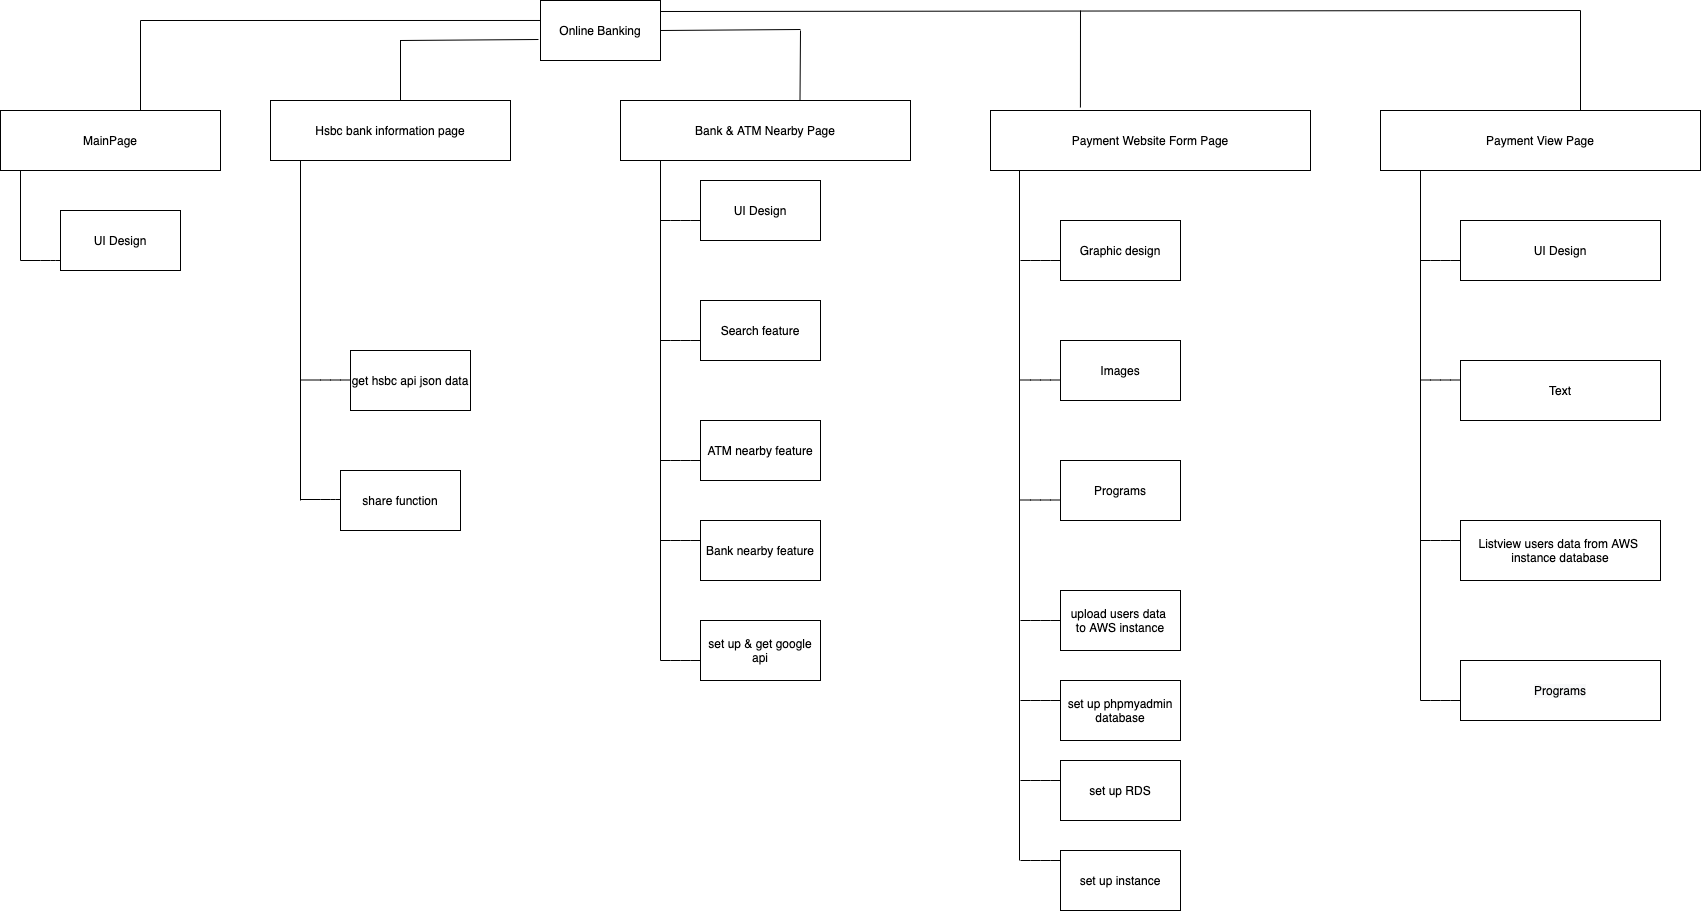 Online Banking
MainPage
Hsbc bank information page
Bank & ATM Nearby Page
Payment Website Form Page
Payment View Page
UI Design
get hsbc api json data
share function
UI Design
Search feature
ATM nearby feature
Bank nearby feature
set up & get google
api
Graphic design
Images
Programs
upload users data
to AWS instance
set up phpmyadmin
database
set up RDS
set up instance
UI Design
Text
Listview users data from AWS
instance database
Programs